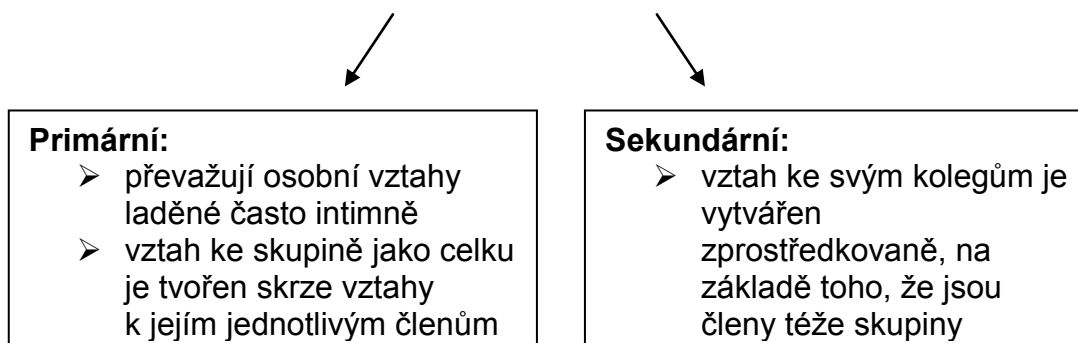 Primární:
➢ převažují osobní vztahy
laděné často intimně
➢ vztah ke skupině jako celku
je tvořen skrze vztahy
k jejím jednotlivým členům
Sekundární:
➢ vztah ke svým kolegům je
vytvářen
zprostředkovaně, na
základě toho, že jsou
členy téže skupiny